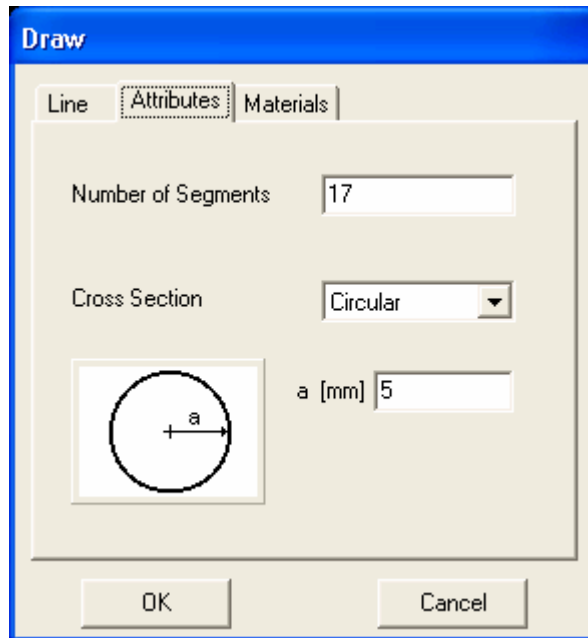 Draw
Line Attributes Materials
Number of Segments 17
Cross Section Circular
a
a [mm] 5
OK Cancel